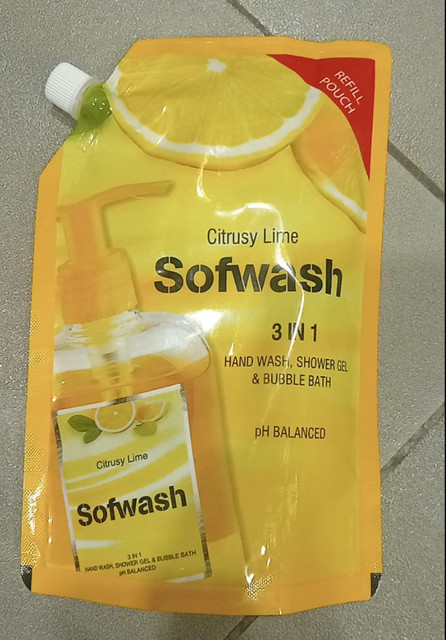 REFILL
POUCH
Citrusy Lime
Sofwash
3 IN 1
HAND WASH, SHOWER GEL
& BUBBLE BATH
pH BALANCED
Citrusy Lime
Sofwash
3 IN 1
HAND WASH, SHOWER GEL & BUBBLE BATH
pH BALANCED